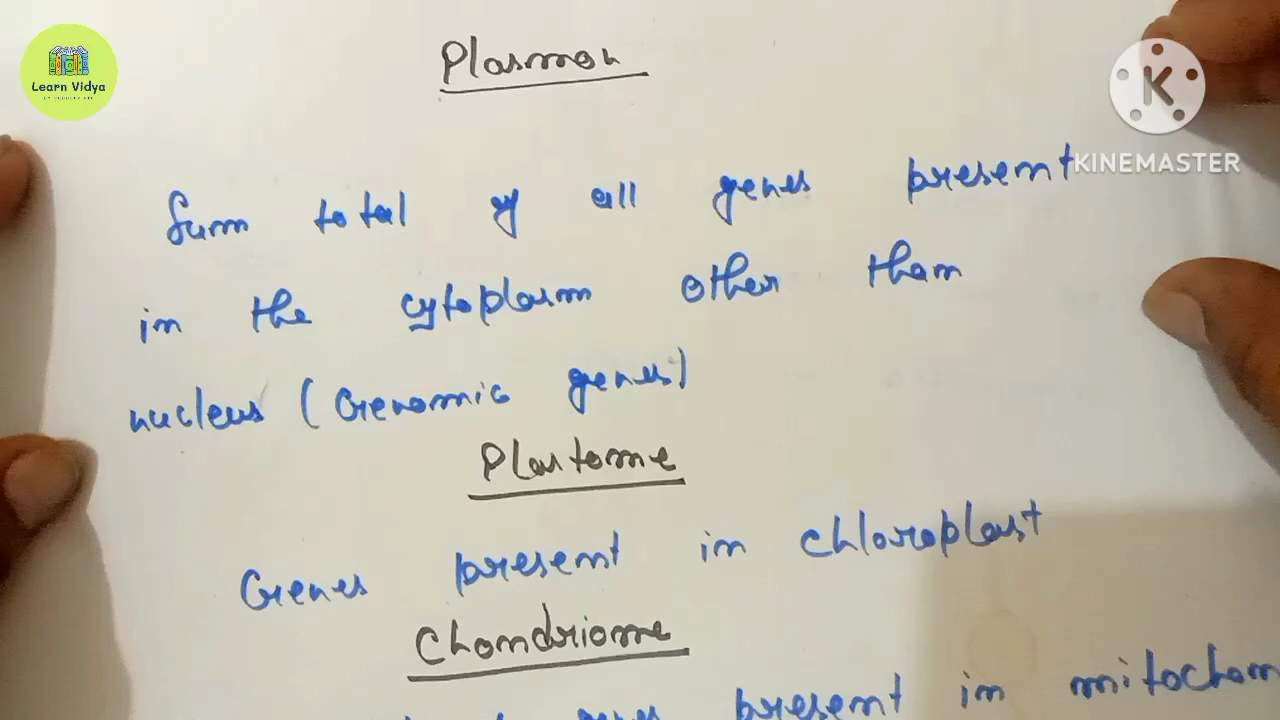 Plasmon
Learn Vidya
KINEMASTER
Sum total of all genes present
in the cytoplasm other than
nucleus (Genomic genes)
Plastome
Genes present in chloroplast
Chondriome
genes present in mitochon